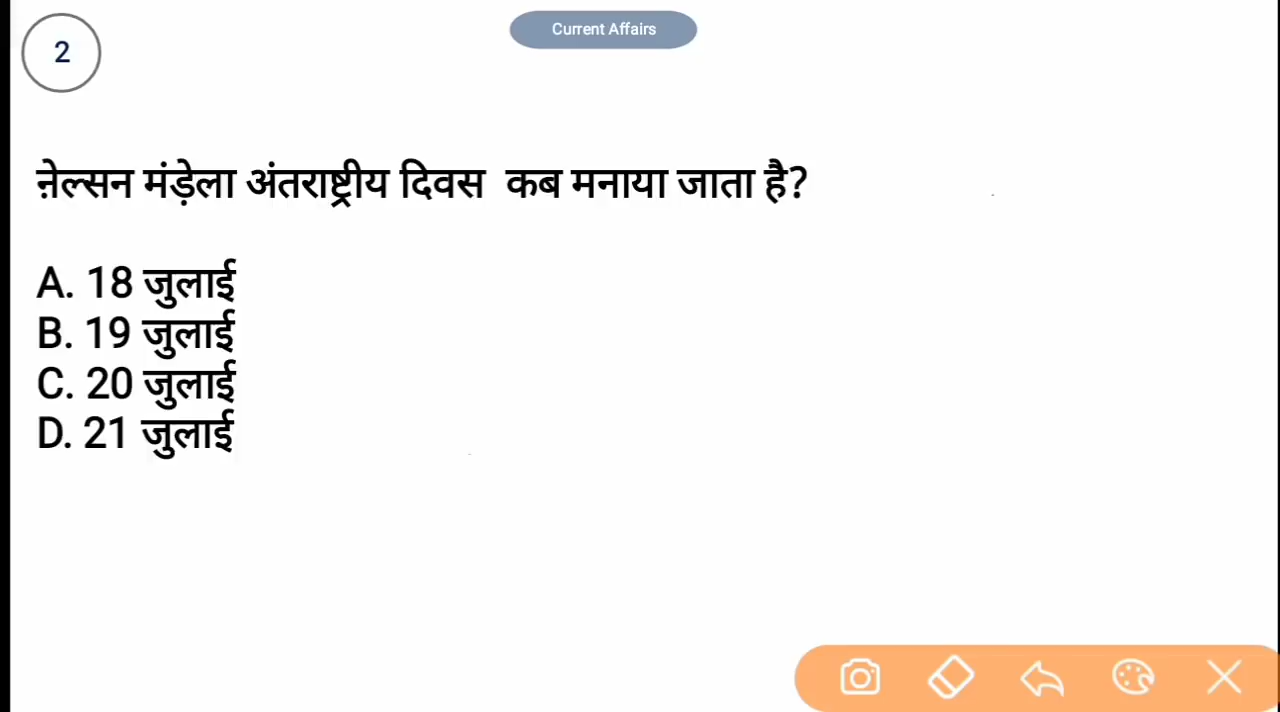 2
Current Affairs
ऩेल्सन मंड़ेला अंतराष्ट्रीय दिवस कब मनाया जाता है?
A. 18 जुलाई
B. 19 जुलाई
C. 20 जुलाई
D. 21 जुलाई